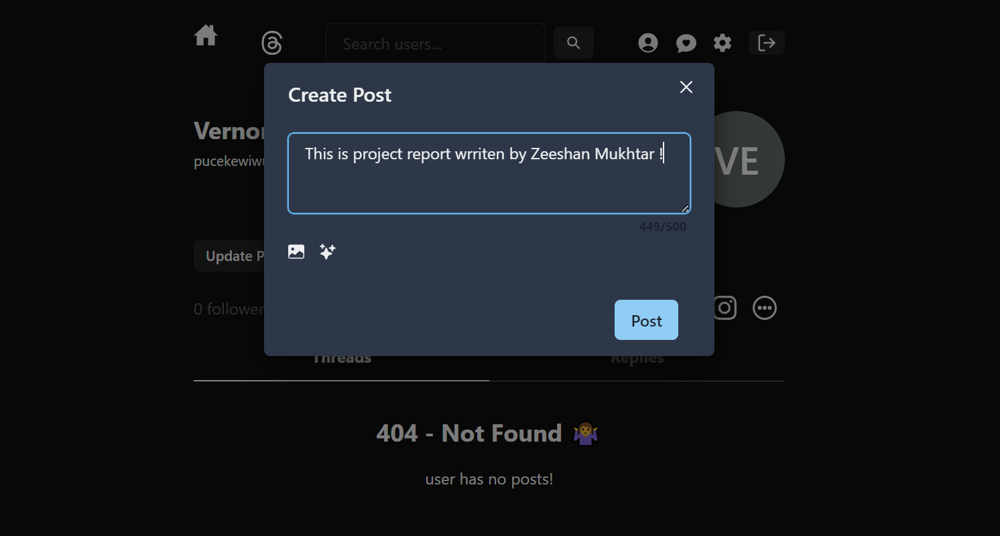 Search users...
Create Post
Vernon
pucekewiwu
VE
This is project report wrriten by Zeeshan Mukhtar !
449/500
Update P
0 follower
Post
Threads
Replies
404 - Not Found 🤷‍♀️
user has no posts!